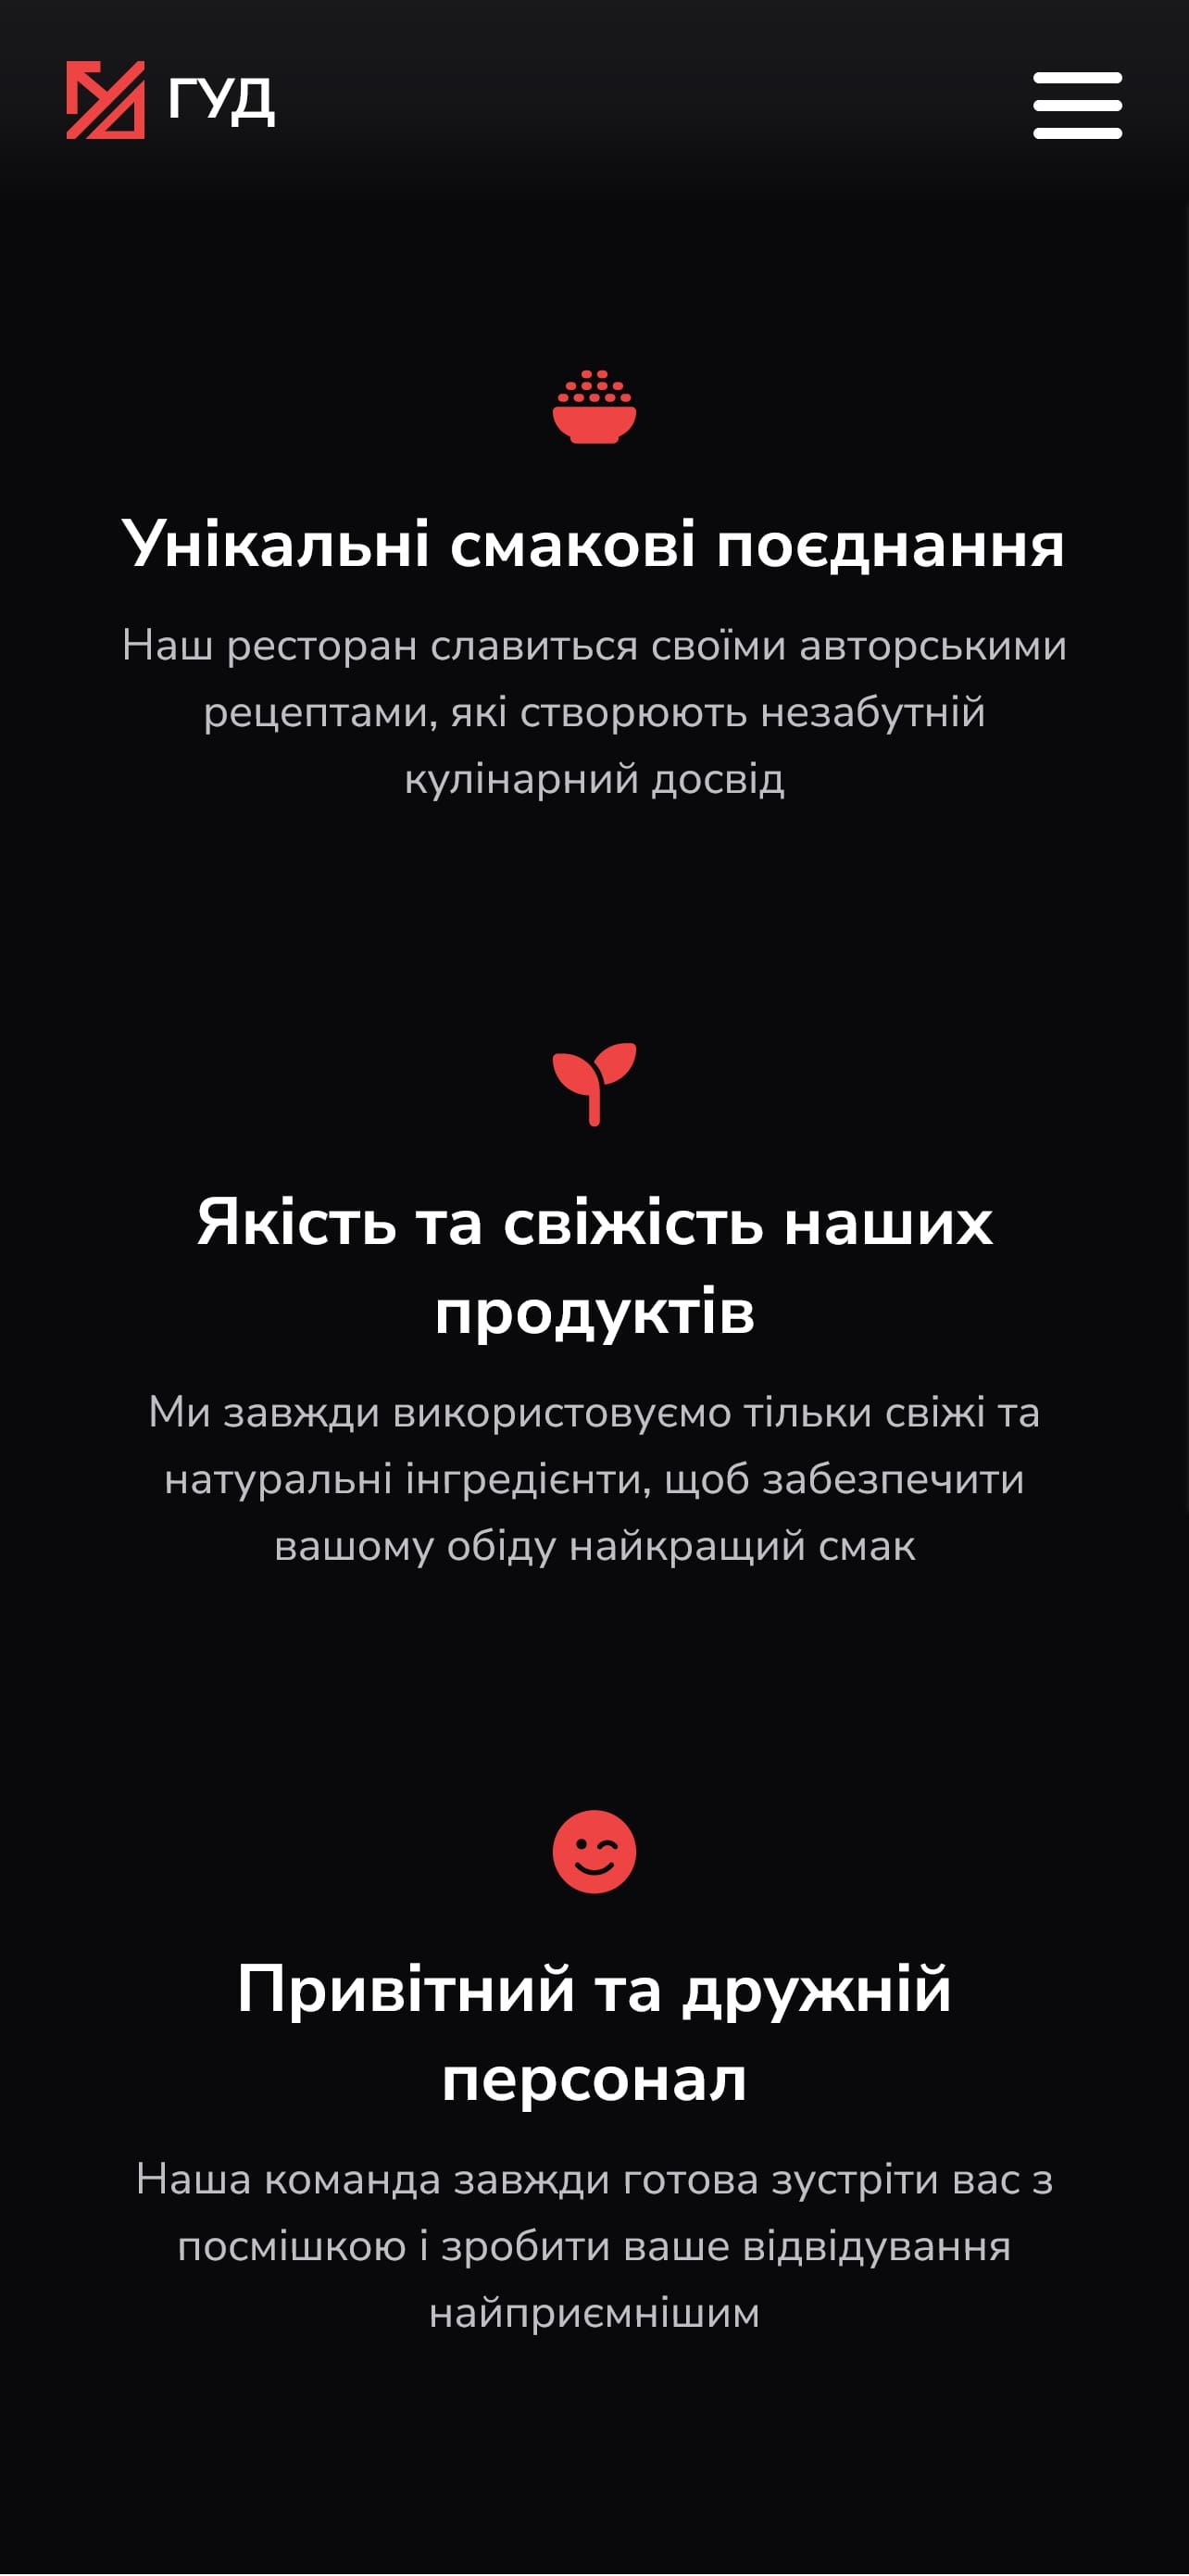 ГУД
Унікальні смакові поєднання
Наш ресторан славиться своїми авторськими
рецептами, які створюють незабутній
кулінарний досвід
Якість та свіжість наших
продуктів
Ми завжди використовуємо тільки свіжі та
натуральні інгредієнти, щоб забезпечити
вашому обіду найкращий смак
Привітний та дружній
персонал
Наша команда завжди готова зустріти вас з
посмішкою і зробити ваше відвідування
найприємнішим